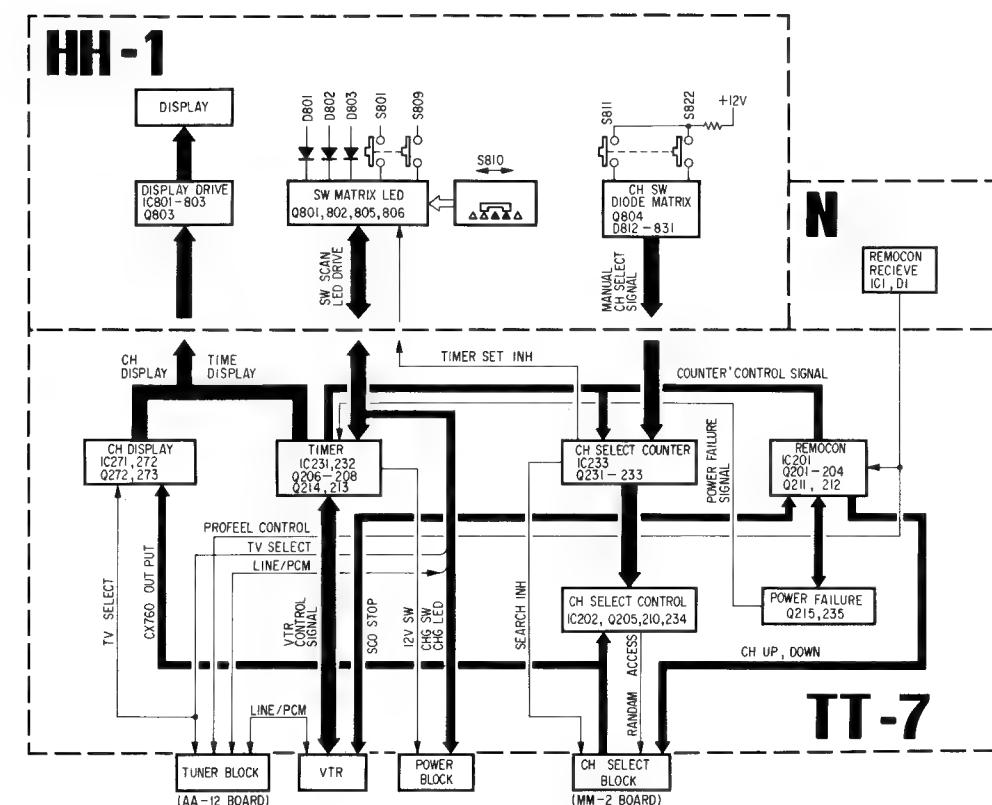 HH-1
DISPLAY
D801
D802
D803
S801
S809
S811
S822
+12V
S810
DISPLAY DRIVE
IC801-803
Q803
SW MATRIX LED
Q801, 802, 805, 806
CH SW
DIODE MATRIX
Q804
D812-831
N
REMOCON
RECIEVE
IC1, D1
SW SCAN
LED DRIVE
MANUAL
CH SELECT
SIGNAL
CH
DISPLAY
TIME
DISPLAY
TIMER SET INH
COUNTER CONTROL SIGNAL
CH DISPLAY
IC271, 272
Q272, 273
TIMER
IC231, 232
Q206-208
Q214, 213
CH SELECT COUNTER
IC233
Q231-233
POWER FAILURE
SIGNAL
REMOCON
IC201
Q201-204
Q211, 212
PROFEEL CONTROL
TV SELECT
LINE/PCM
TV SELECT
CX760 OUT PUT
VTR
CONTROL
SIGNAL
SCO STOP
12V SW
CHG SW
CHG LED
SEARCH INH
CH SELECT CONTROL
IC202, Q205, 210, 234
POWER FAILURE
Q215, 235
RANDAM ACCESS
CH UP, DOWN
TT-7
LINE/PCM
TUNER BLOCK
(AA-12 BOARD)
VTR
POWER
BLOCK
CH SELECT
BLOCK
(MM-2 BOARD)